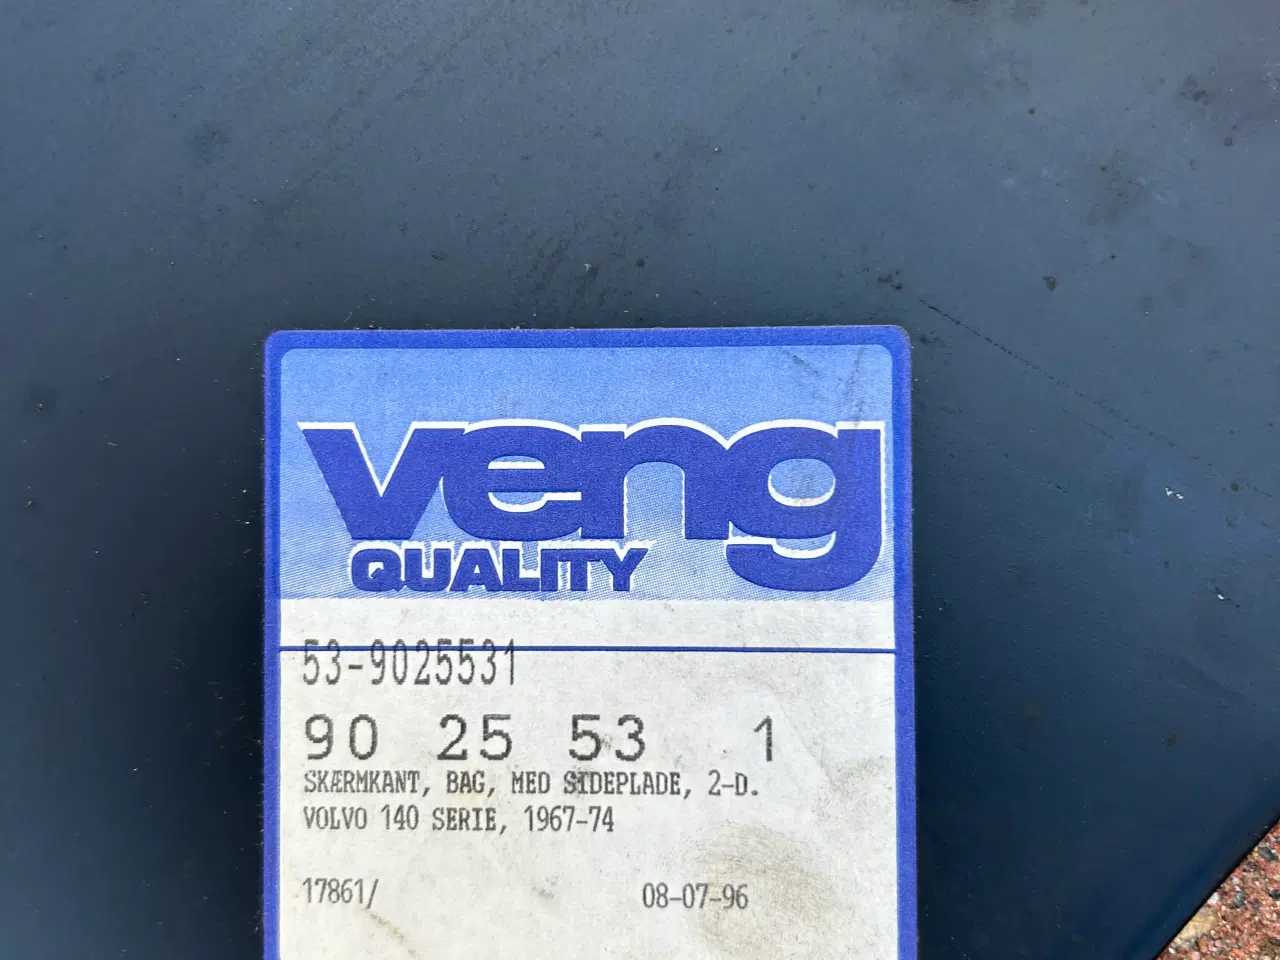 veng
QUALITY
53-9025531
90 25 53 1
SKÆRMKANT, BAG, MED SIDEPLADE, 2-D.
VOLVO 140 SERIE, 1967-74
17861/ 08-07-96